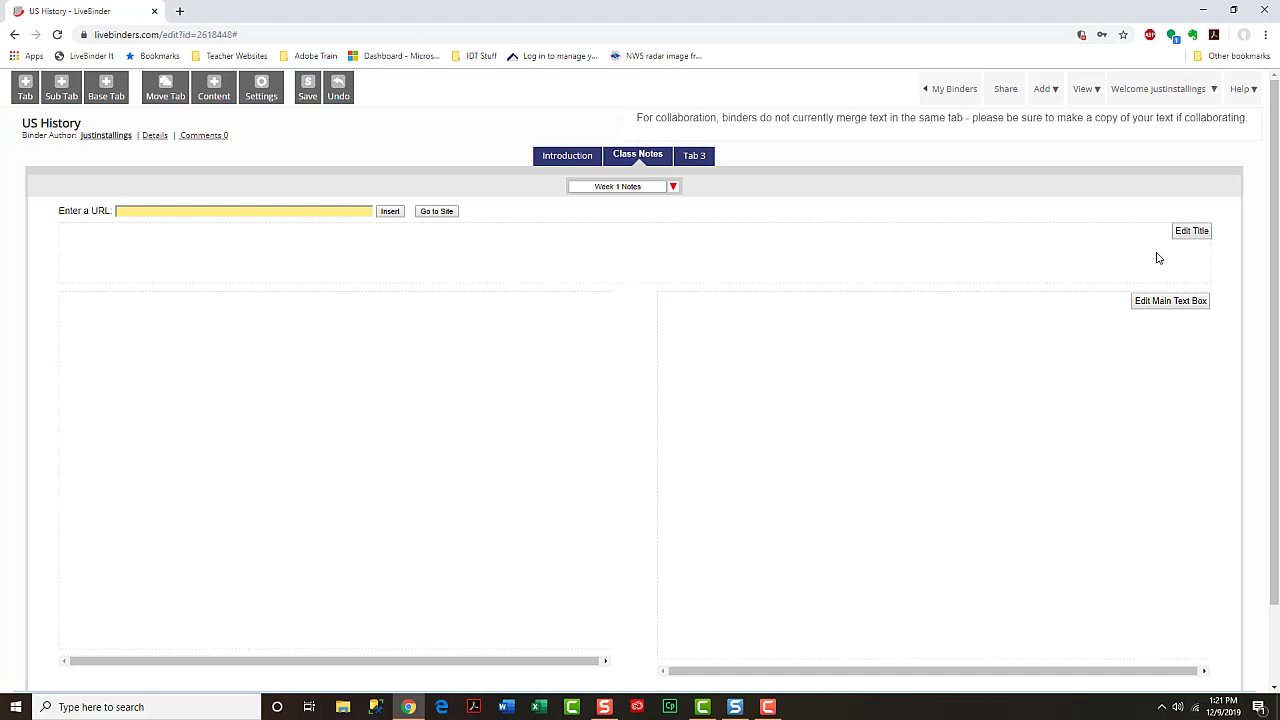 US History - LiveBinder
livebinders.com/edit?id=2618448#
Apps LiveBinder It Bookmarks Teacher Websites Adobe Train Dashboard - Micros... IDT Stuff Log in to manage y... NWS radar image fr... Other bookmarks
Tab Sub Tab Base Tab Move Tab Content Settings Save Undo
My Binders Share Add View Welcome justinstallings Help
US History
For collaboration, binders do not currently merge text in the same tab - please be sure to make a copy of your text if collaborating.
Binder Author: justinstallings | Details | Comments 0
Introduction Class Notes Tab 3
Week 1 Notes
Enter a URL: Insert Go to Site
Edit Title
Edit Main Text Box
Type here to search
1:21 PM
12/9/2019